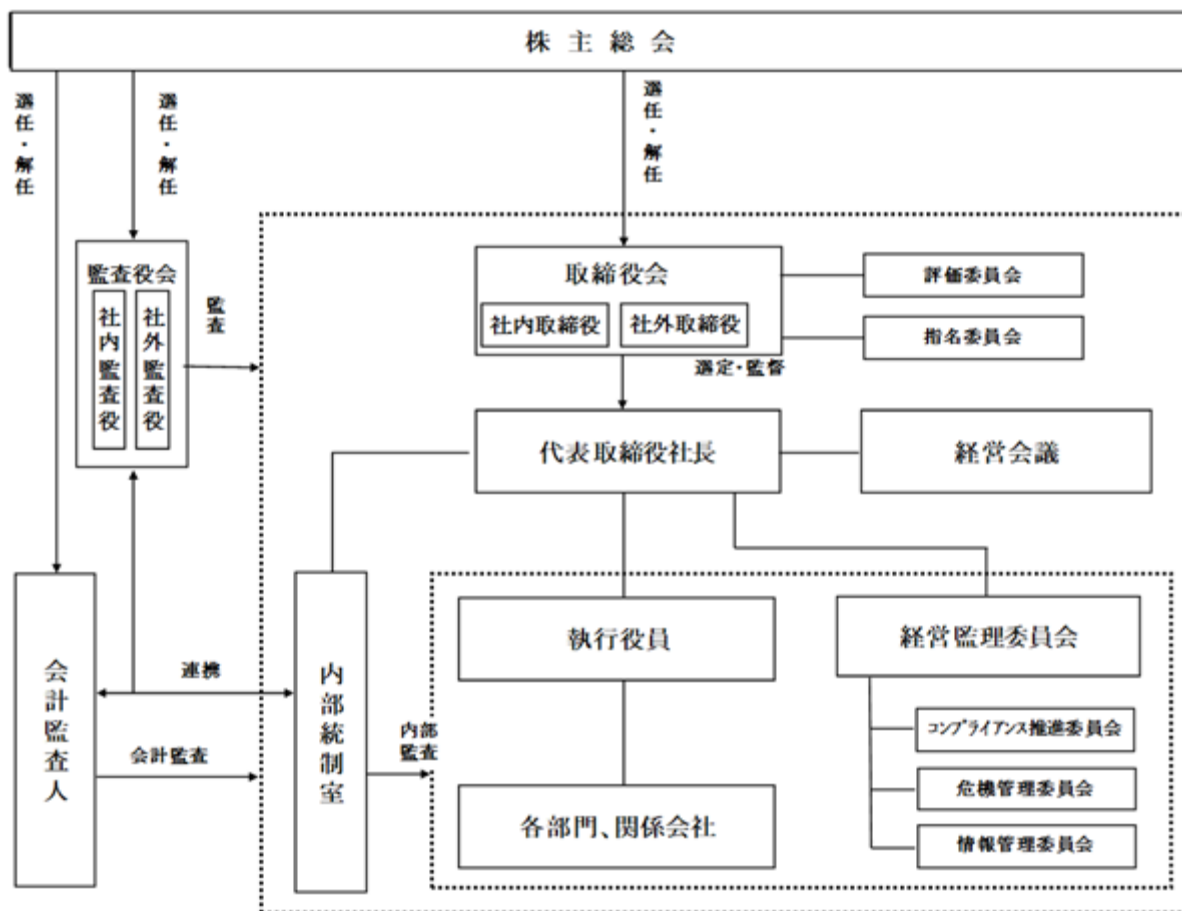 株主総会
選任・解任
選任・解任
選任・解任
監査役会
社内監査役
社外監査役
監査
取締役会
社内取締役
社外取締役
評価委員会
指名委員会
選定・監督
代表取締役社長
経営会議
会計監査人
連携
会計監査
内部統制室
内部
監査
執行役員
経営監理委員会
コンプライアンス推進委員会
危機管理委員会
情報管理委員会
各部門、関係会社